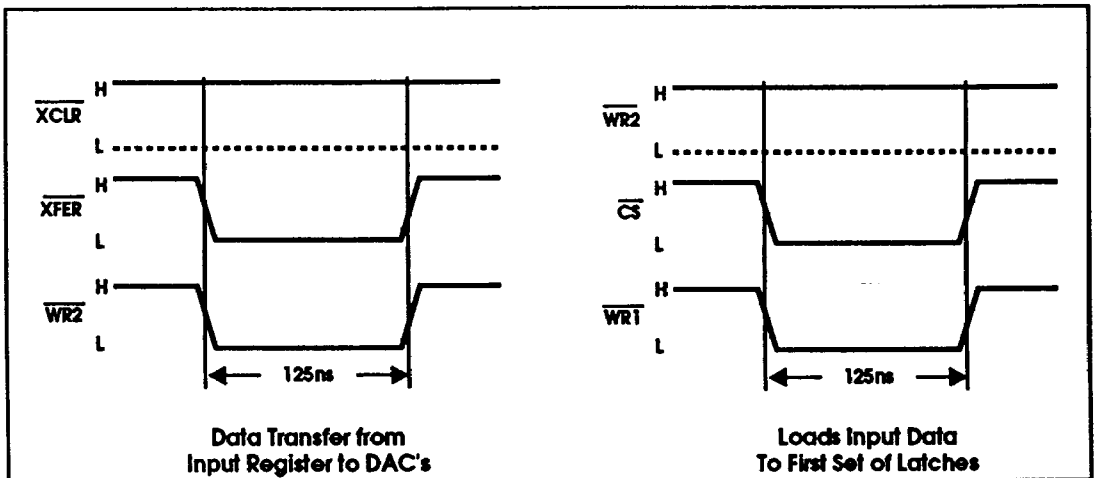 H
XCLR
L
H
XFER
L
H
WR2
L
125ns
Data Transfer from
Input Register to DAC's
H
WR2
L
H
CS
L
H
WR1
L
125ns
Loads Input Data
To First Set of Latches